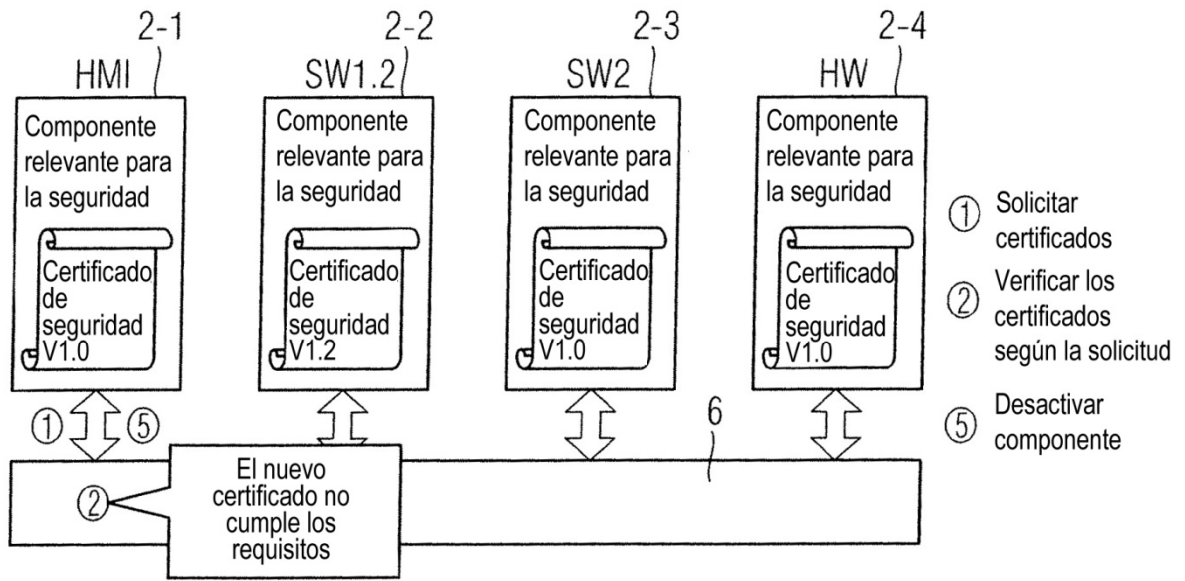 2-1
HMI
Componente
relevante para
la seguridad
Certificado
de
seguridad
V1.0
2-2
SW1.2
Componente
relevante para
la seguridad
Certificado
de
seguridad
V1.2
2-3
SW2
Componente
relevante para
la seguridad
Certificado
de
seguridad
V1.0
2-4
HW
Componente
relevante para
la seguridad
Certificado
de
seguridad
V1.0
1
5
6
2
El nuevo
certificado no
cumple los
requisitos
1 Solicitar
certificados
2 Verificar los
certificados
según la solicitud
5 Desactivar
componente